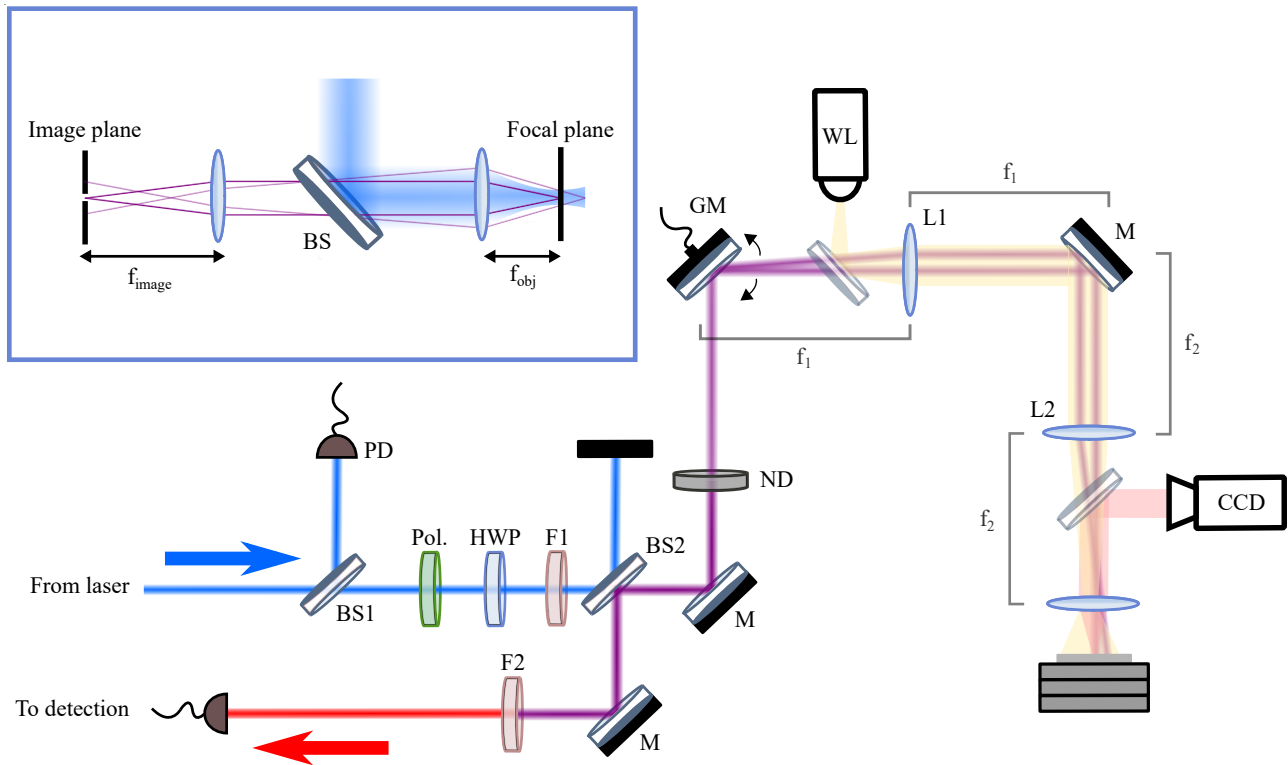 Image plane
Focal plane
BS
f_image
f_obj
WL
GM
L1
f₁
M
f₁
f₂
L2
f₂
CCD
PD
ND
Pol.
HWP
F1
BS2
From laser
BS1
M
F2
To detection
M